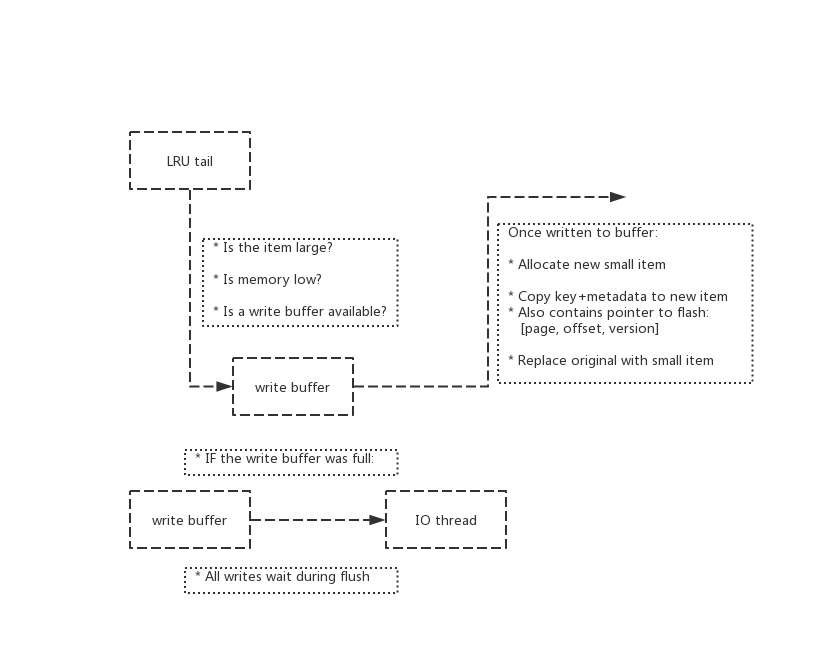 LRU tail
* Is the item large?
* Is memory low?
* Is a write buffer available?
Once written to buffer:
* Allocate new small item
* Copy key+metadata to new item
* Also contains pointer to flash:
[page, offset, version]
* Replace original with small item
write buffer
* IF the write buffer was full:
write buffer
IO thread
* All writes wait during flush